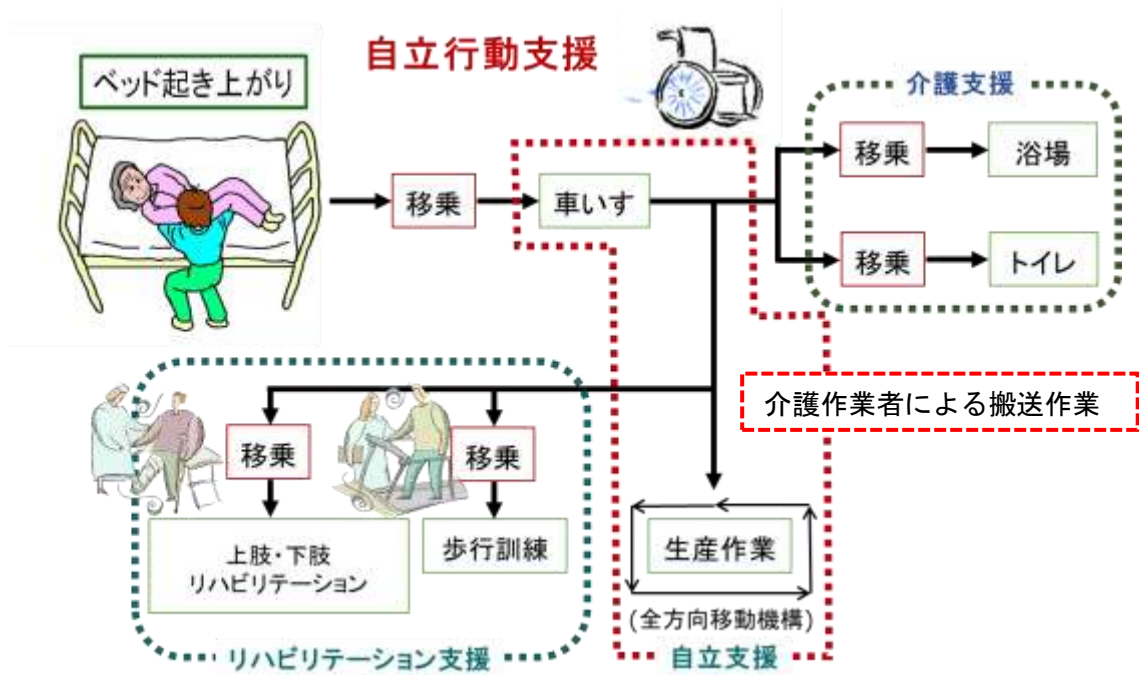 自立行動支援
ベッド起き上がり
介護支援
移乗
浴場
移乗
車いす
移乗
トイレ
介護作業者による搬送作業
移乗
移乗
上肢・下肢
リハビリテーション
歩行訓練
生産作業
(全方向移動機構)
リハビリテーション支援
自立支援